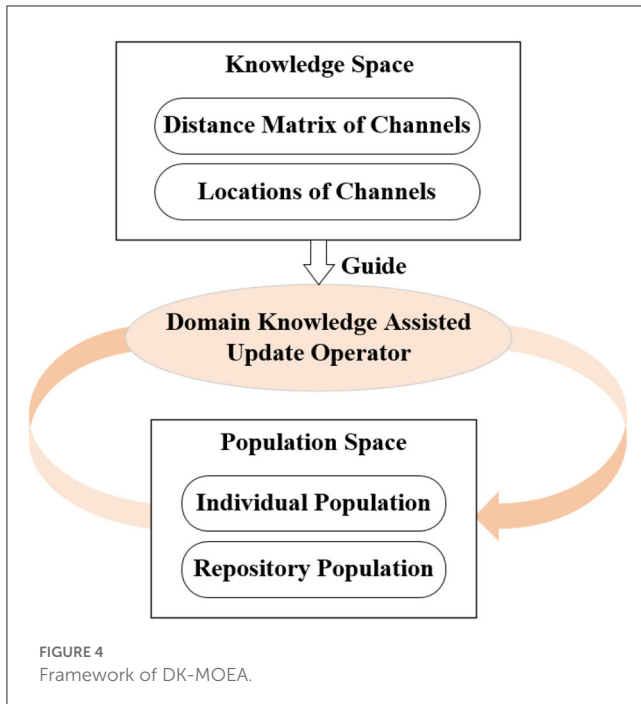 Knowledge Space
Distance Matrix of Channels
Locations of Channels
Guide
Domain Knowledge Assisted
Update Operator
Population Space
Individual Population
Repository Population
FIGURE 4
Framework of DK-MOEA.